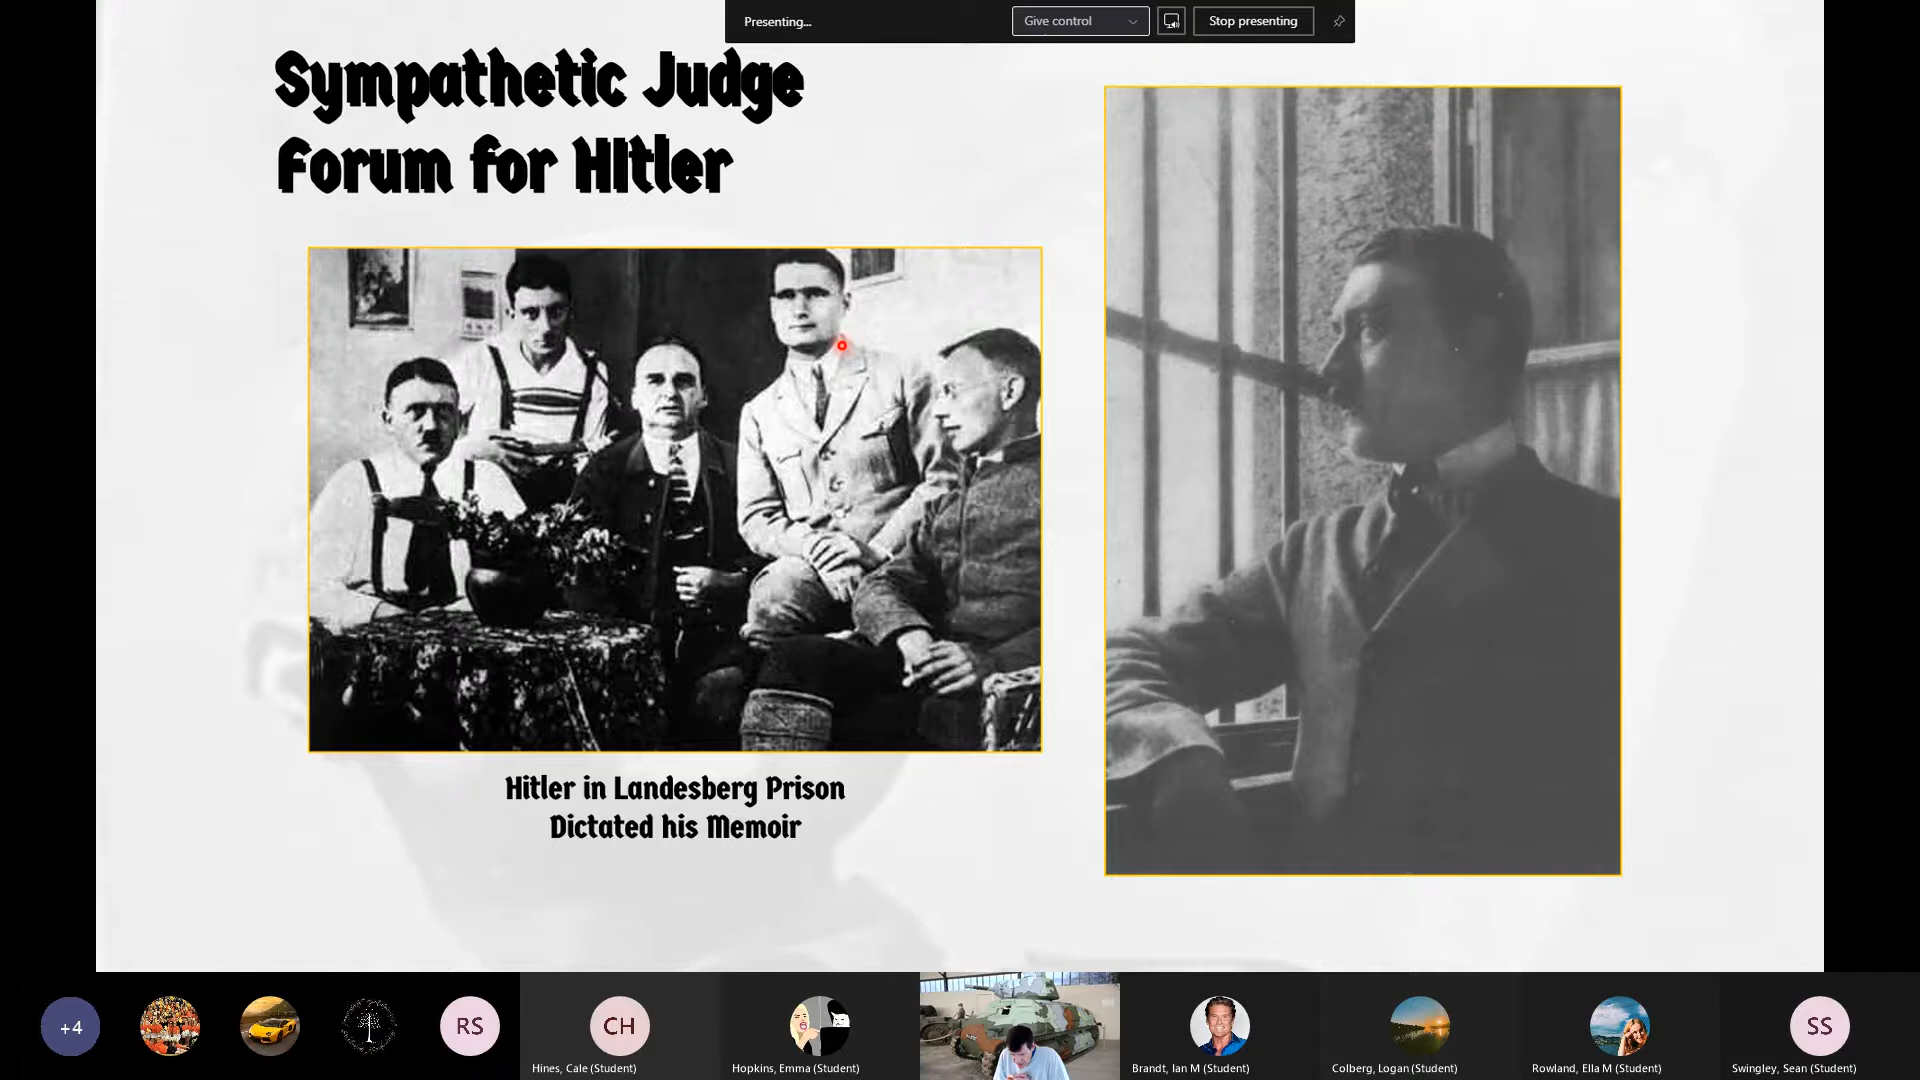 Presenting...
Give control
Stop presenting
Sympathetic Judge
Forum for Hitler
Hitler in Landesberg Prison
Dictated his Memoir
+4
RS
CH
SS
Hines, Cale (Student)
Hopkins, Emma (Student)
Brandt, Ian M (Student)
Colberg, Logan (Student)
Rowland, Ella M (Student)
Swingley, Sean (Student)